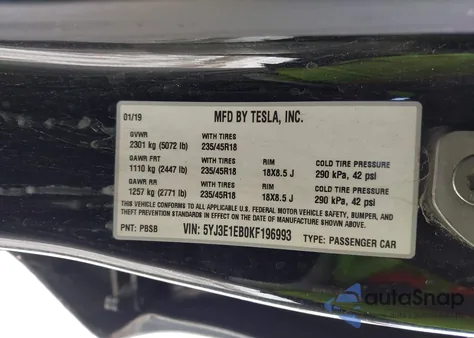 01/19 MFD BY TESLA, INC.
GVWR WITH TIRES
2301 kg (5072 lb) 235/45R18
GAWR FRT WITH TIRES RIM COLD TIRE PRESSURE
1110 kg (2447 lb) 235/45R18 18X8.5 J 290 kPa, 42 psi
GAWR RR WITH TIRES RIM COLD TIRE PRESSURE
1257 kg (2771 lb) 235/45R18 18X8.5 J 290 kPa, 42 psi
THIS VEHICLE CONFORMS TO ALL APPLICABLE
U.S. FEDERAL MOTOR VEHICLE SAFETY, BUMPER, AND
THEFT PREVENTION STANDARDS IN EFFECT ON THE DATE OF MANUFACTURE SHOWN ABOVE.
PNT: PBSB VIN: 5YJ3E1EB0KF196993 TYPE: PASSENGER CAR
autoSnap